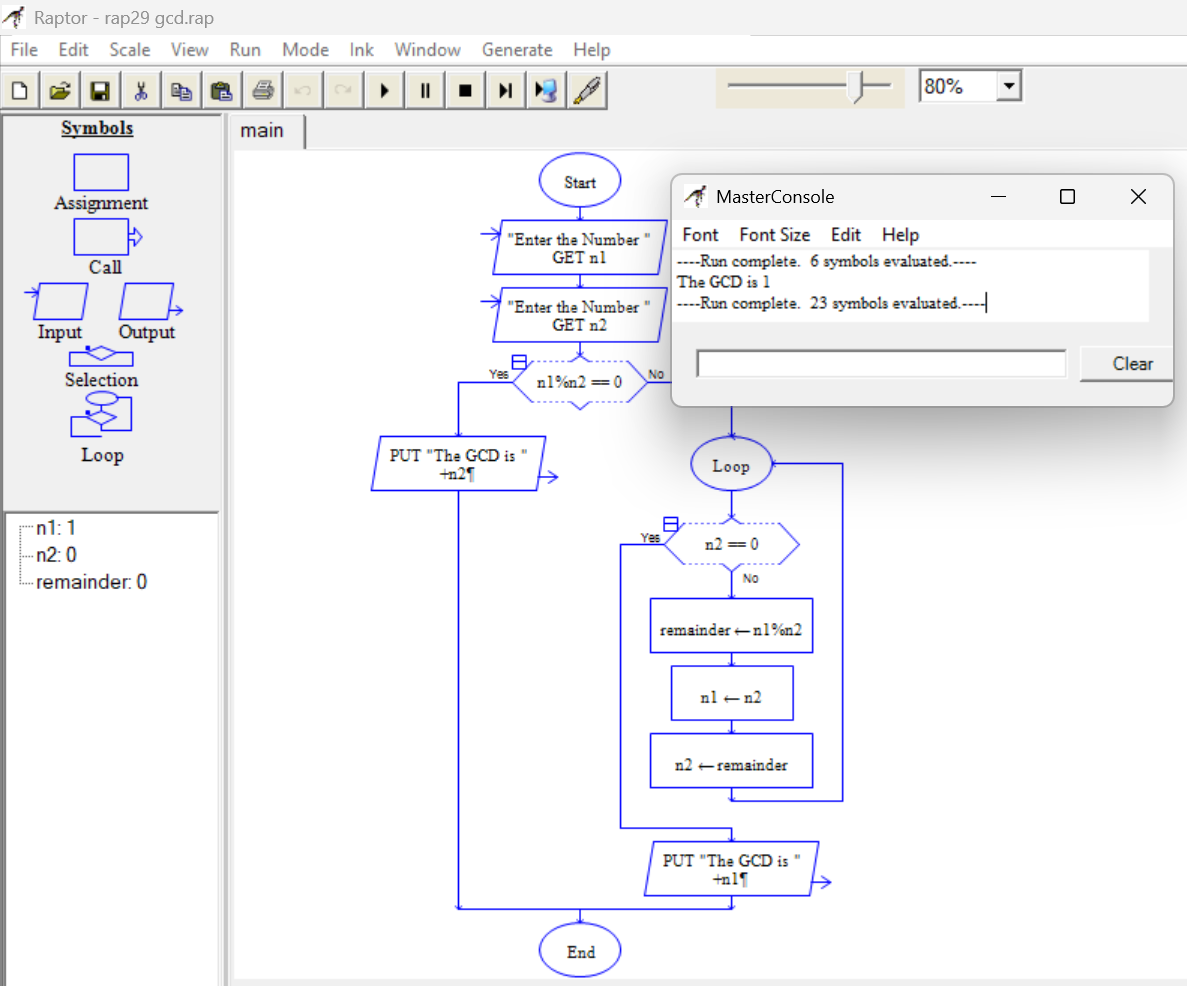 Raptor - rap29 gcd.rap
File Edit Scale View Run Mode Ink Window Generate Help
80%
Symbols
Assignment
Call
Input Output
Selection
Loop
n1: 1
n2: 0
remainder: 0
main
Start
"Enter the Number "
GET n1
"Enter the Number "
GET n2
Yes
n1%n2 == 0
No
PUT "The GCD is "
+n2¶
Loop
Yes
n2 == 0
No
remainder ← n1%n2
n1 ← n2
n2 ← remainder
PUT "The GCD is "
+n1¶
End
MasterConsole
Font Font Size Edit Help
----Run complete. 6 symbols evaluated.----
The GCD is 1
----Run complete. 23 symbols evaluated.----
Clear